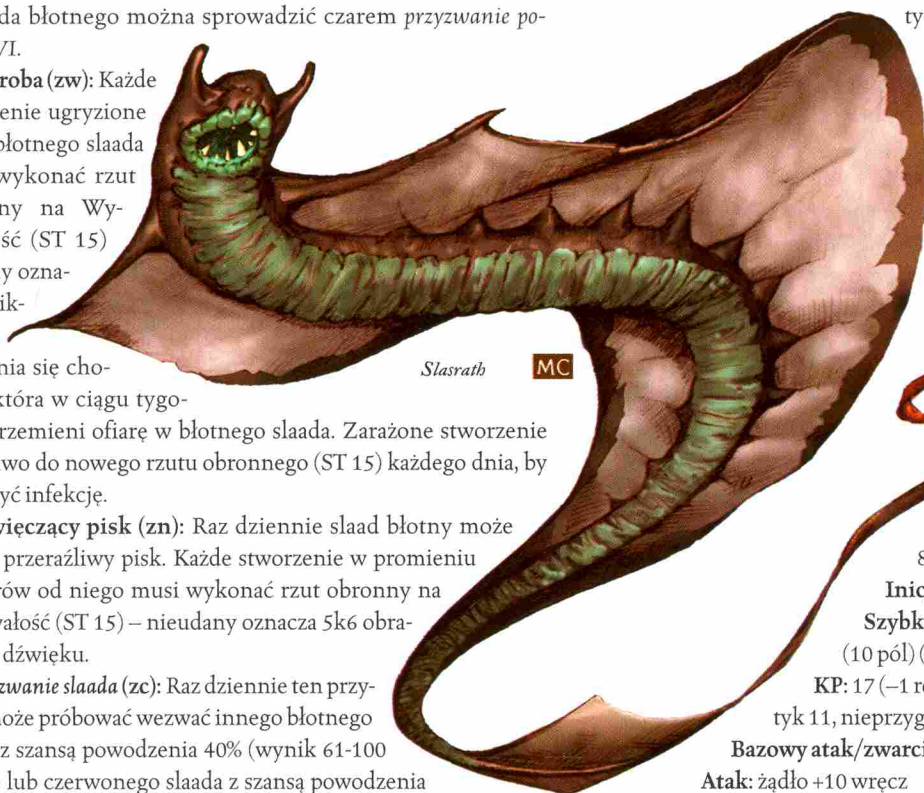 da błotnego można sprowadzić czarem przyzwanie po-
VI.
roba (zw): Każde
enie ugryzione
błotnego slaada
wykonać rzut
ny na Wy-
ość (ST 15)
y ozna-
ik-
nia się cho-
która w ciągu tygo-
rzemieni ofiarę w błotnego slaada. Zarażone stworzenie
wo do nowego rzutu obronnego (ST 15) każdego dnia, by
yć infekcję.
więczący pisk (zn): Raz dziennie slaad błotny może
przeraźliwy pisk. Każde stworzenie w promieniu
rów od niego musi wykonać rzut obronny na
wałość (ST 15) – nieudany oznacza 5k6 obra-
dźwięku.
zwanie slaada (zc): Raz dziennie ten przy-
może próbować wezwać innego błotnego
z szansą powodzenia 40% (wynik 61-100
lub czerwonego slaada z szansą powodzenia
Slasrath
MC
ty
8
Inic
Szybk
(10 pól) (
KP: 17 (–1 ro
tyk 11, nieprzyg
Bazowy atak/zwarci
Atak: żądło +10 wręcz